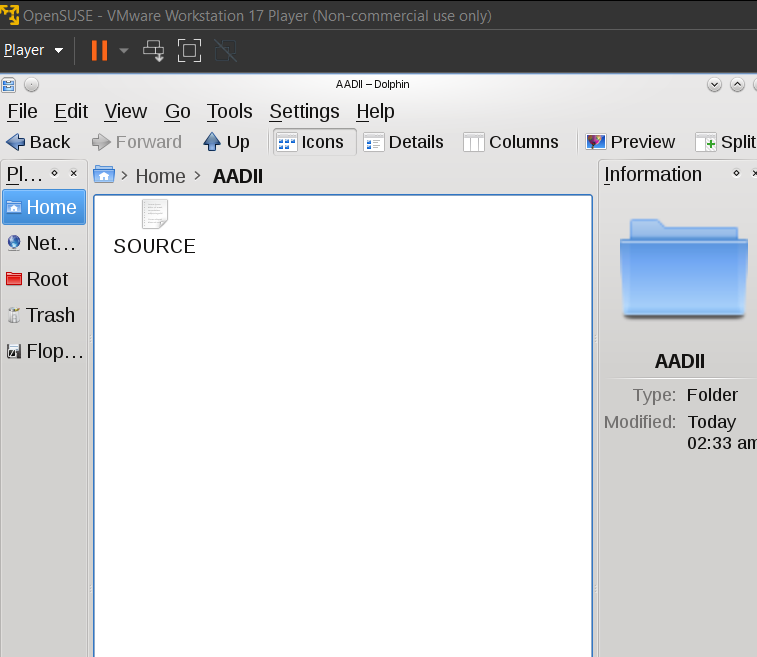 OpenSUSE - VMware Workstation 17 Player (Non-commercial use only)
Player
AADII – Dolphin
File Edit View Go Tools Settings Help
Back Forward Up Icons Details Columns Preview Split
Pl... Home AADII Information
Home
Net...
Root
Trash
Flop...
SOURCE
AADII
Type: Folder
Modified: Today
02:33 am